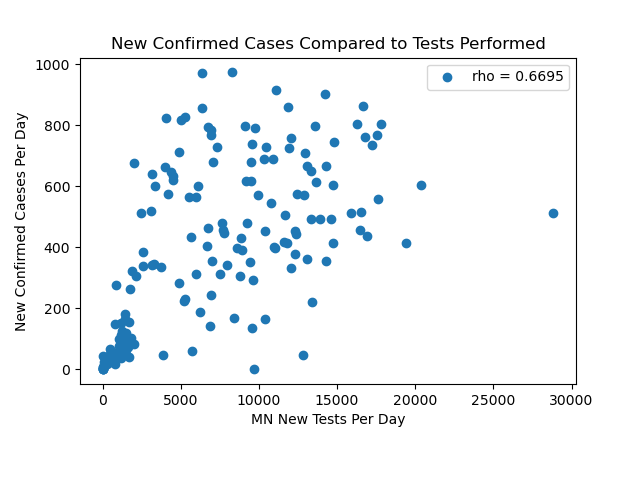 New Confirmed Cases Compared to Tests Performed
rho = 0.6695
New Confirmed Caeses Per Day
1000
800
600
400
200
0
0 5000 10000 15000 20000 25000 30000
MN New Tests Per Day